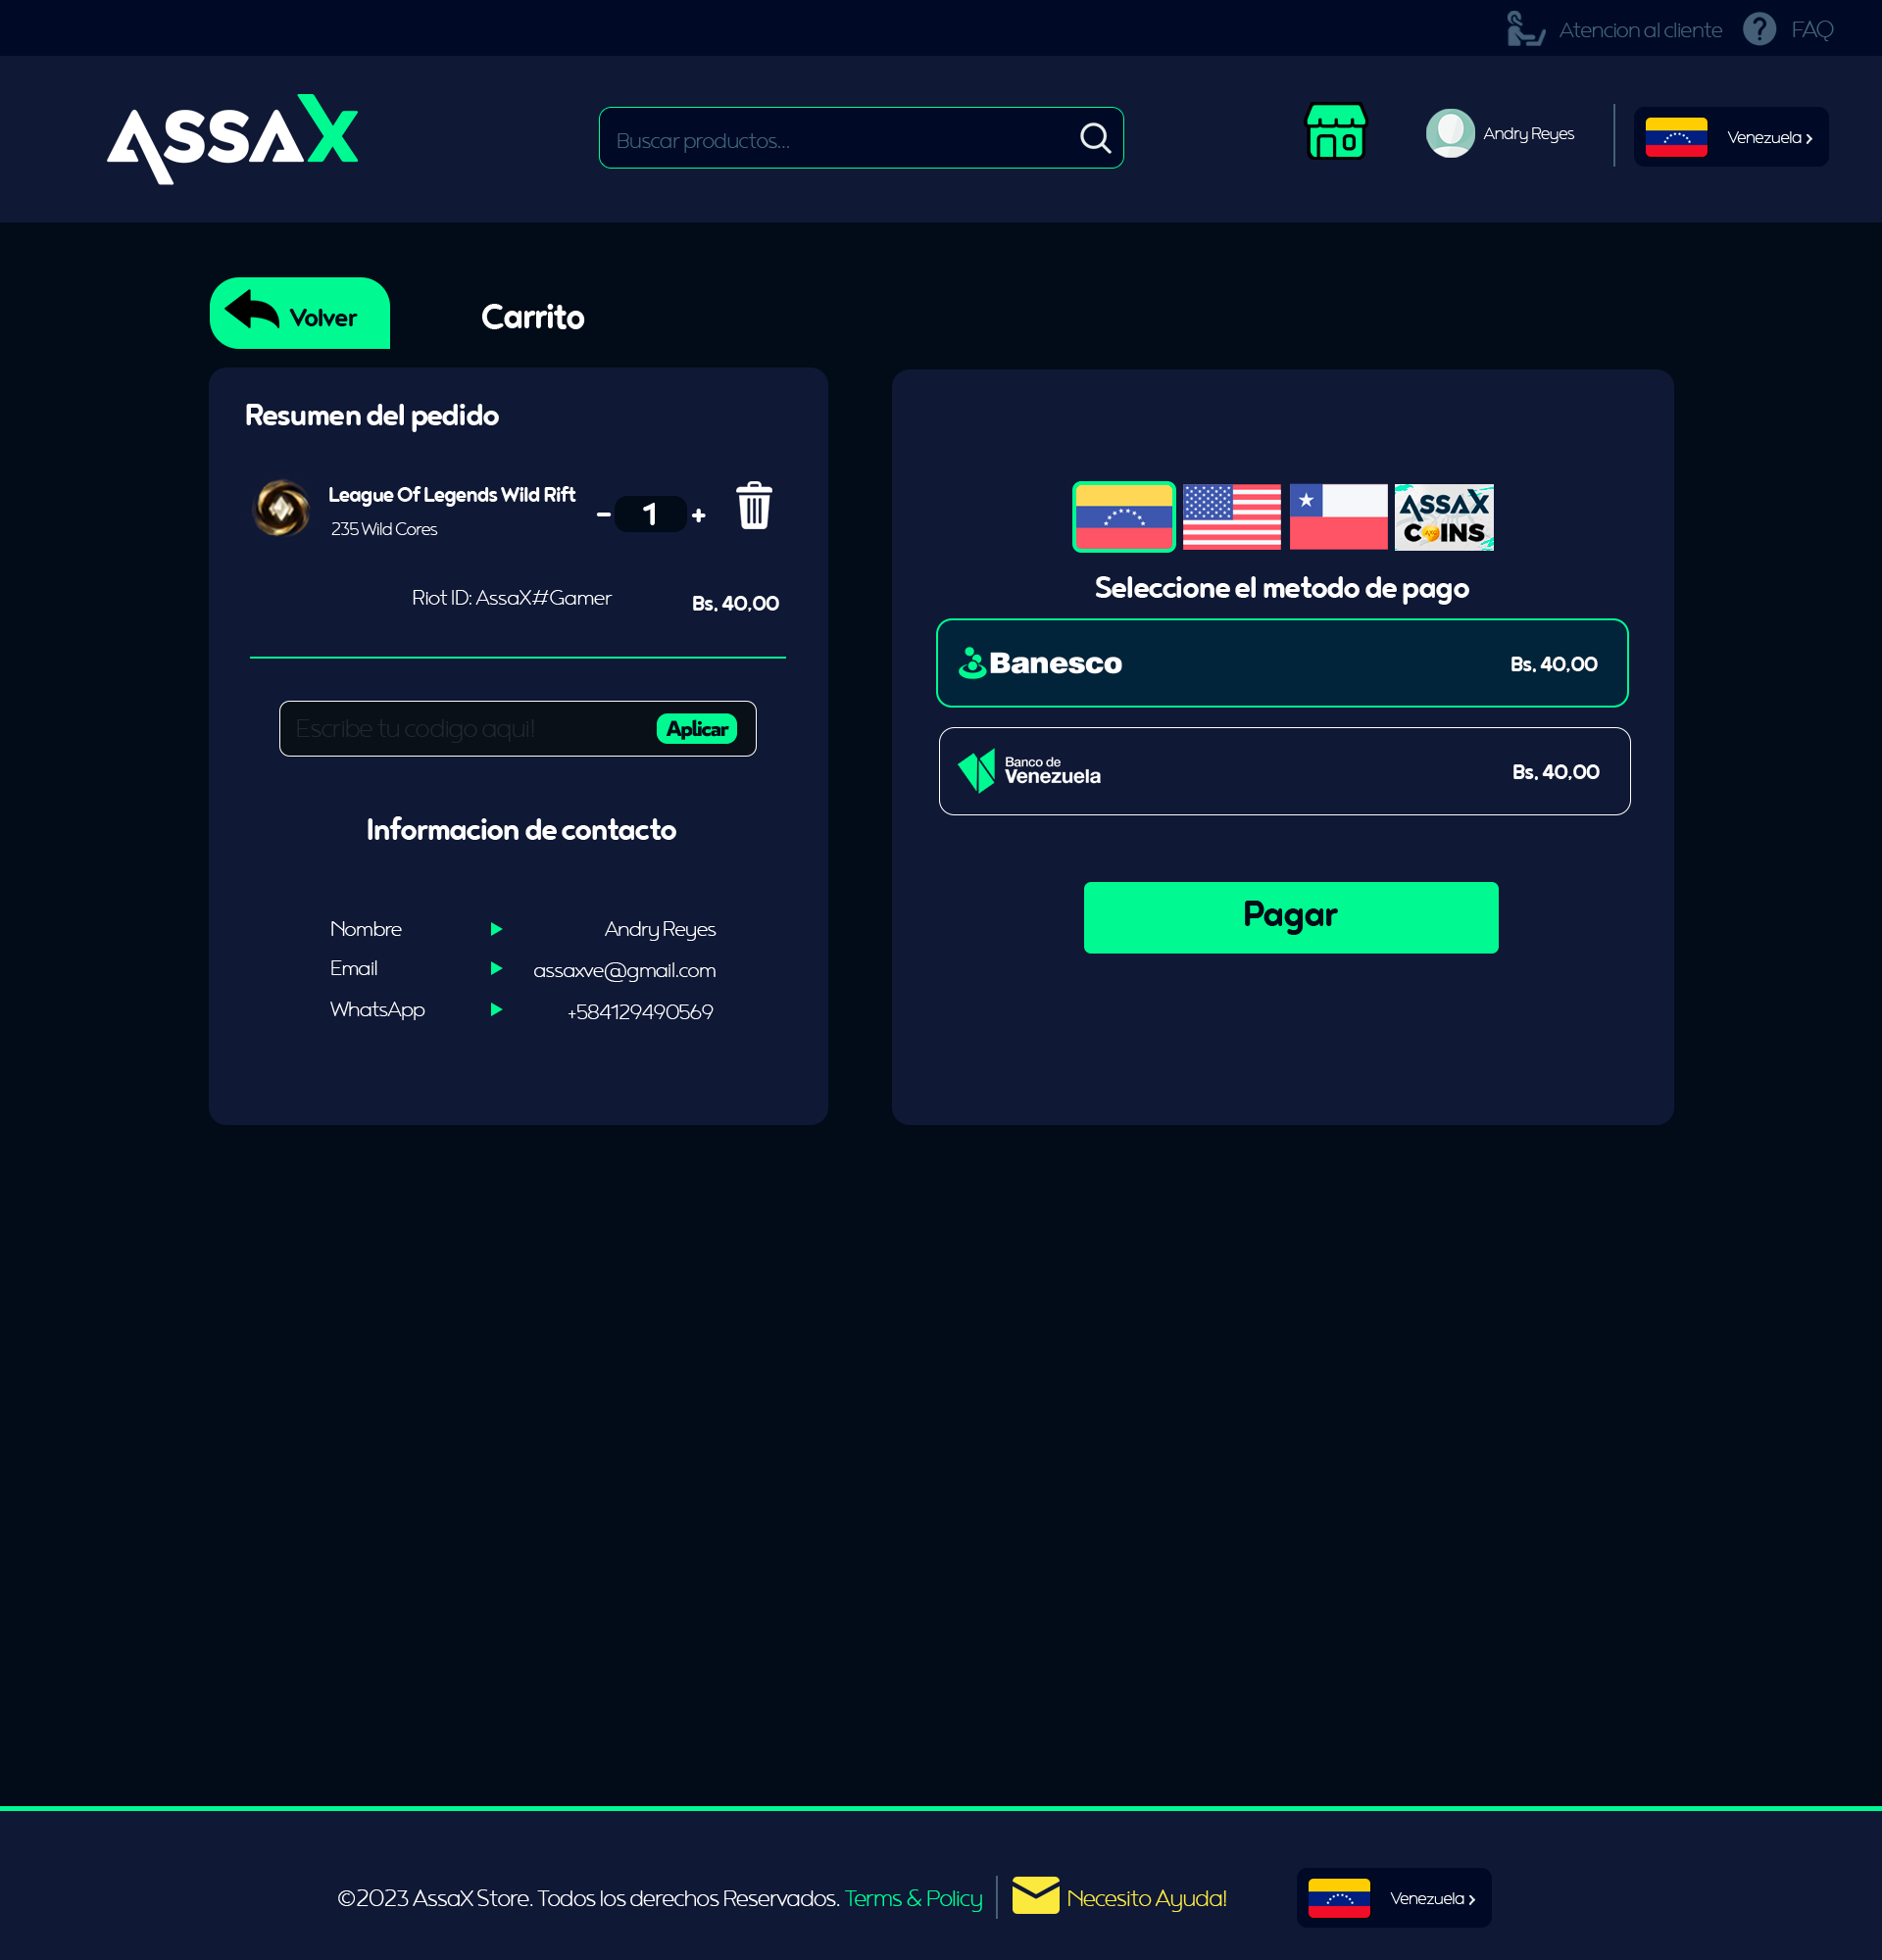 Atencion al cliente
FAQ
ASSAX
Buscar productos...
Andry Reyes
Venezuela >
Volver
Carrito
Resumen del pedido
League Of Legends Wild Rift
235 Wild Cores
- 1 +
Riot ID: AssaX#Gamer
Bs. 40,00
Escribe tu codigo aqui!
Aplicar
Informacion de contacto
Nombre
Andry Reyes
Email
assaxve@gmail.com
WhatsApp
+584129490569
ASSAX
COINS
Seleccione el metodo de pago
Banesco
Bs. 40,00
Banco de
Venezuela
Bs. 40,00
Pagar
©2023 AssaX Store. Todos los derechos Reservados. Terms & Policy
Necesito Ayuda!
Venezuela >